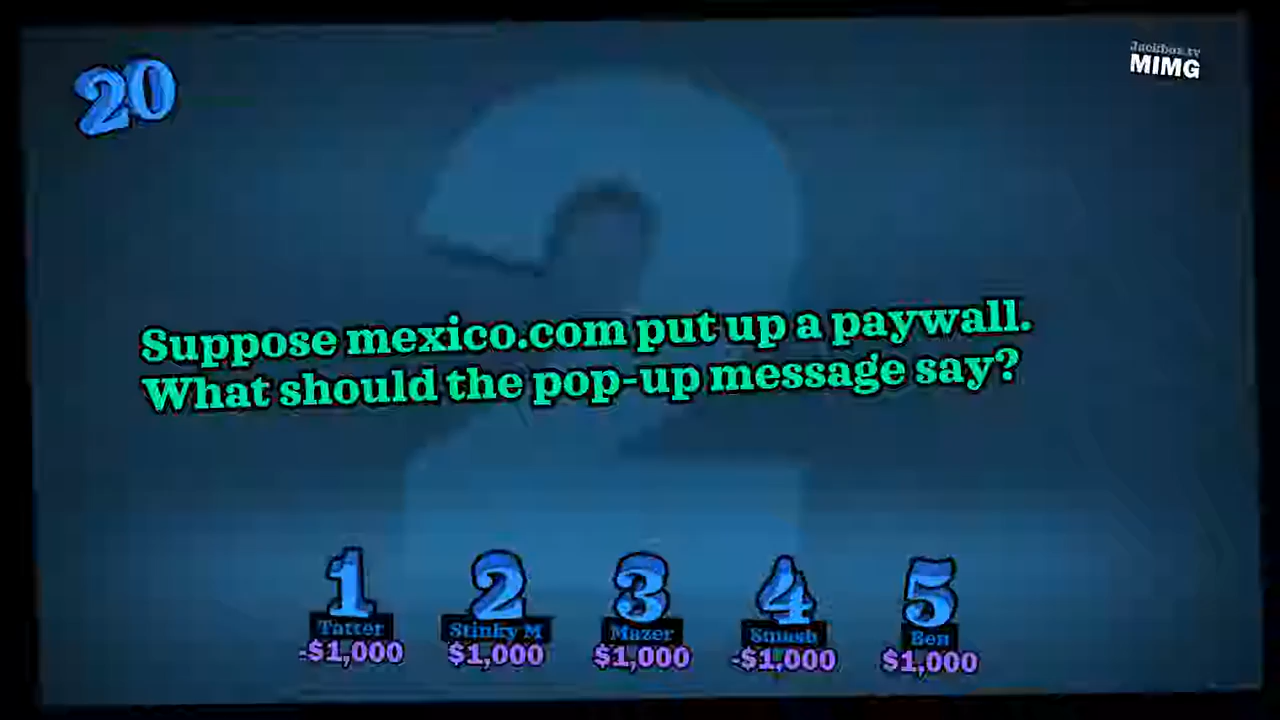 20
Jackbox.tv
MIMG
Suppose mexico.com put up a paywall.
What should the pop-up message say?
1 2 3 4 5
Tatter Stinky M Mazer Smash Ben
-$1,000 $1,000 $1,000 -$1,000 $1,000